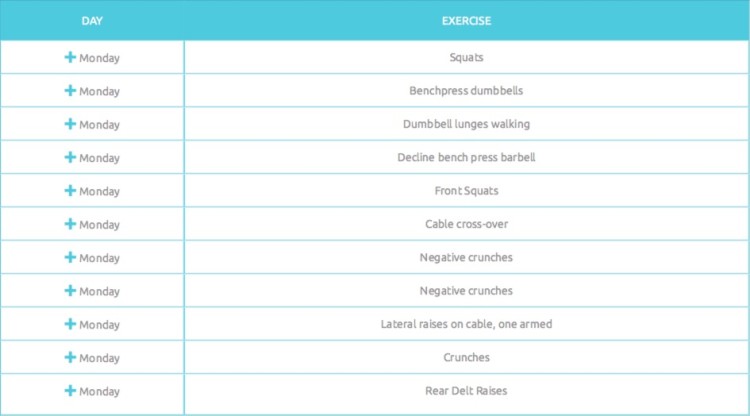 DAY EXERCISE
Monday Squats
Monday Benchpress dumbbells
Monday Dumbbell lunges walking
Monday Decline bench press barbell
Monday Front Squats
Monday Cable cross-over
Monday Negative crunches
Monday Negative crunches
Monday Lateral raises on cable, one armed
Monday Crunches
Monday Rear Delt Raises